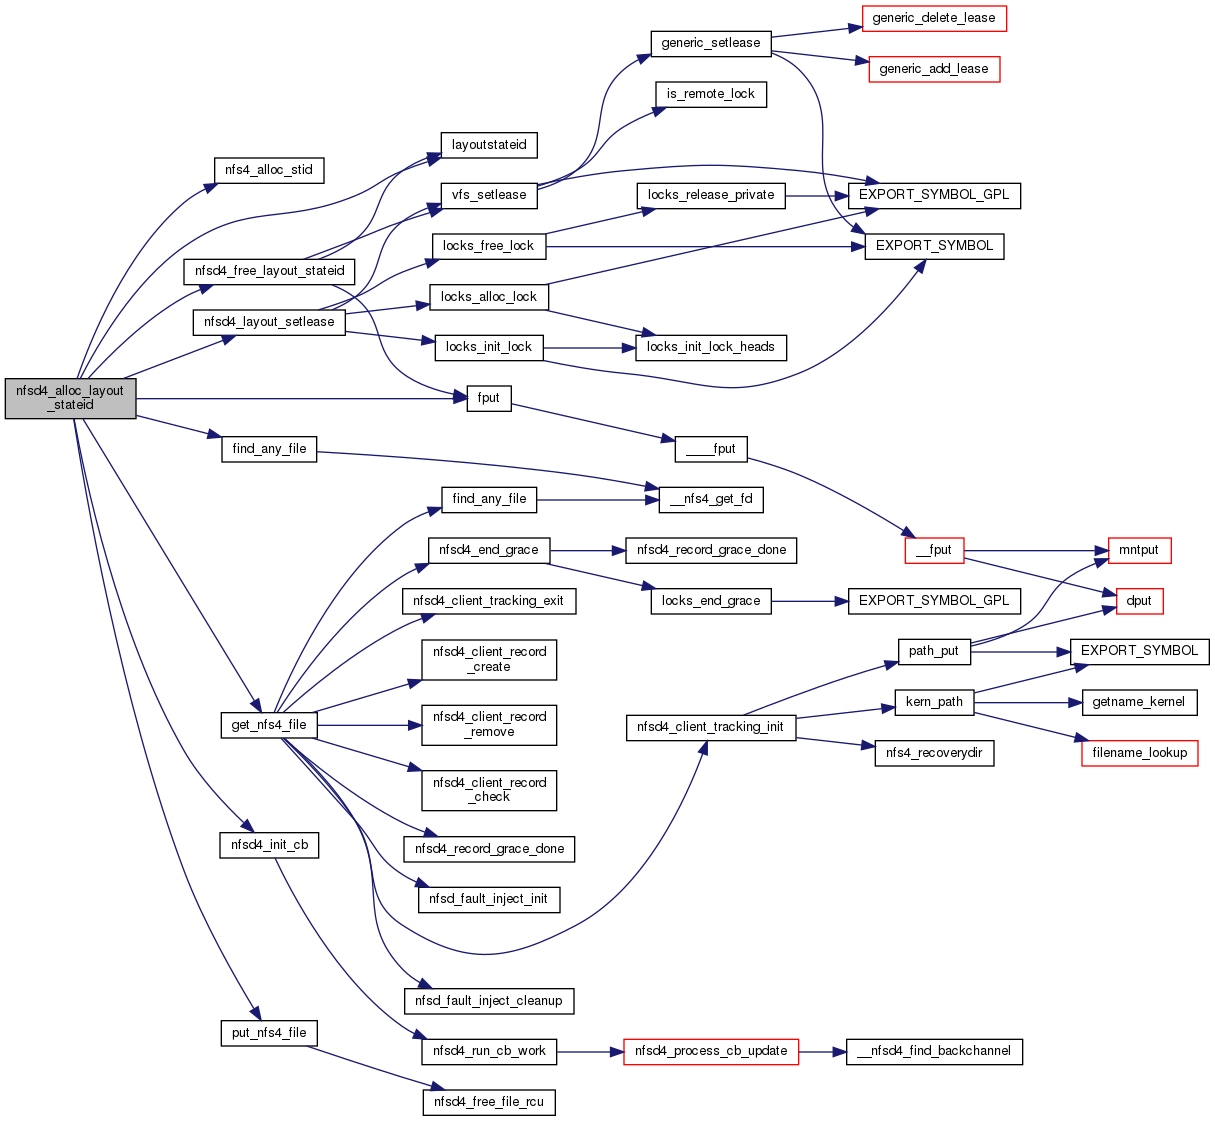 generic_delete_lease
generic_setlease
generic_add_lease
is_remote_lock
layoutstateid
nfs4_alloc_stid
vfs_setlease
locks_release_private
EXPORT_SYMBOL_GPL
locks_free_lock
EXPORT_SYMBOL
nfsd4_free_layout_stateid
locks_alloc_lock
nfsd4_layout_setlease
locks_init_lock
locks_init_lock_heads
nfsd4_alloc_layout
_stateid
fput
find_any_file
____fput
find_any_file
__nfs4_get_fd
nfsd4_end_grace
nfsd4_record_grace_done
__fput
mntput
nfsd4_client_tracking_exit
locks_end_grace
EXPORT_SYMBOL_GPL
dput
nfsd4_client_record
_create
path_put
EXPORT_SYMBOL
get_nfs4_file
nfsd4_client_record
_remove
nfsd4_client_tracking_init
kern_path
getname_kernel
nfs4_recoverydir
filename_lookup
nfsd4_client_record
_check
nfsd4_init_cb
nfsd4_record_grace_done
nfsd_fault_inject_init
nfsd_fault_inject_cleanup
put_nfs4_file
nfsd4_run_cb_work
nfsd4_process_cb_update
__nfsd4_find_backchannel
nfsd4_free_file_rcu